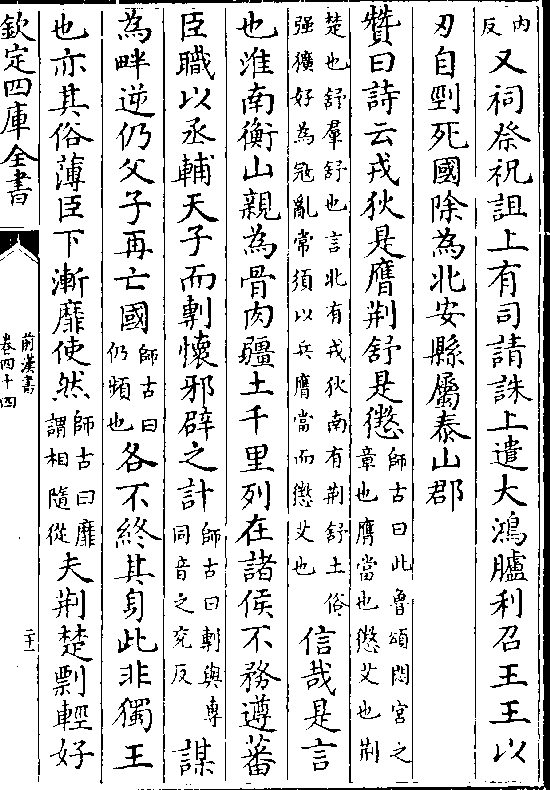 内反又祠祭祝詛上有司請誅上遣大鴻臚利召王王以
刃自剄死國除為北安縣屬泰山郡
贊曰詩云戎狄是膺荆舒是懲師古曰此魯頌閟宫之章也膺當也懲艾也荆
楚也舒羣舒也言北有戎狄南有荆舒土俗强獷好為宼亂常須以兵膺當而懲艾也信哉是言
也淮南衡山親為骨肉疆土千里列在諸侯不務遵蕃
臣職以丞輔天子而剸懷邪辟之計師古曰剸與專同音之兖反謀
為畔逆仍父子再亡國師古曰仍頻也各不終其身此非獨王
也亦其俗薄臣下漸靡使然師古曰靡謂相隨從夫荆楚剽輕好
欽定四庫全書
前漢書
卷四十四
二十一